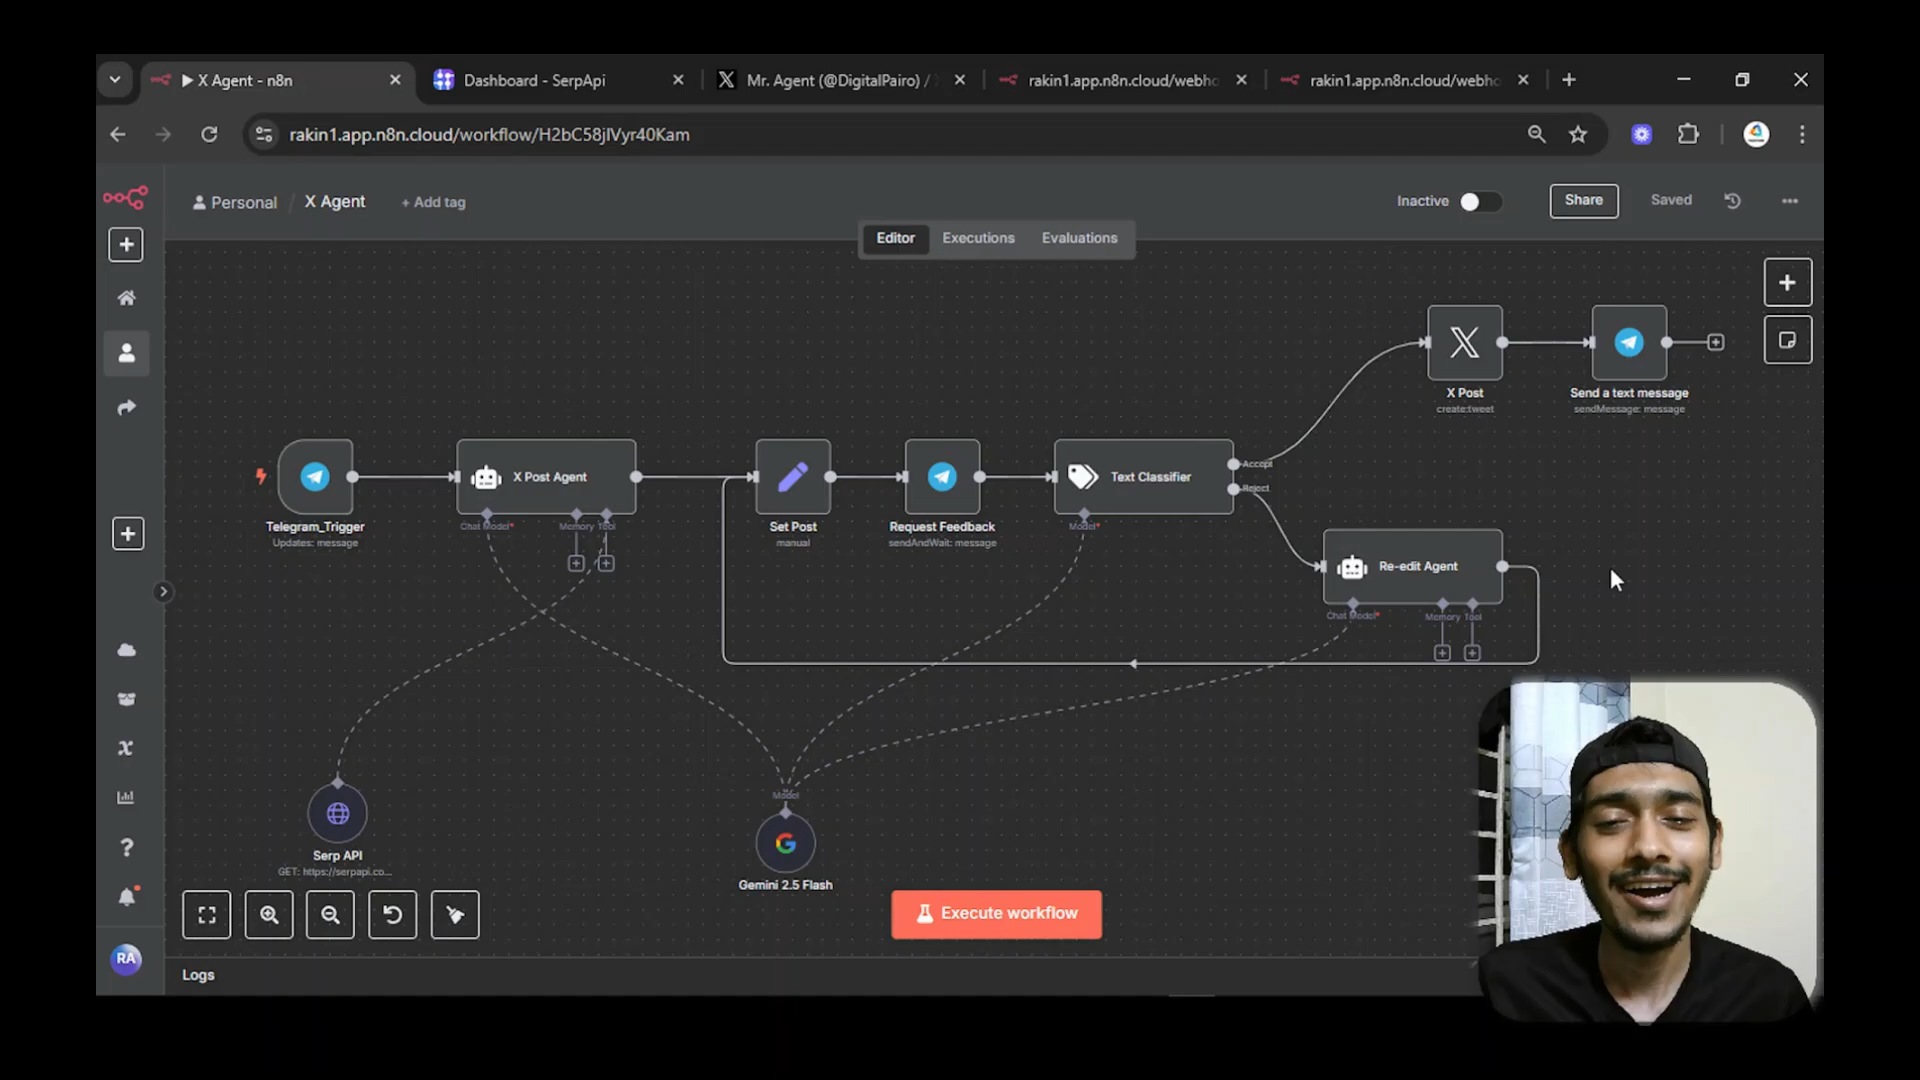 X Agent - n8n
Dashboard - SerpApi
Mr. Agent (@DigitalPairo) /
rakin1.app.n8n.cloud/webho
rakin1.app.n8n.cloud/webho
rakin1.app.n8n.cloud/workflow/H2bC58jIVyr40Kam
Personal / X Agent + Add tag
Inactive
Share
Saved
Editor Executions Evaluations
X Post
create:tweet
Send a text message
sendMessage: message
Telegram_Trigger
Updates: message
X Post Agent
Chat Model*
Memory
Tool
Set Post
manual
Request Feedback
sendAndWait: message
Text Classifier
Model*
Accept
Reject
Re-edit Agent
Chat Model*
Memory
Tool
Serp API
GET: https://serpapi.co...
Model
Gemini 2.5 Flash
Execute workflow
RA
Logs